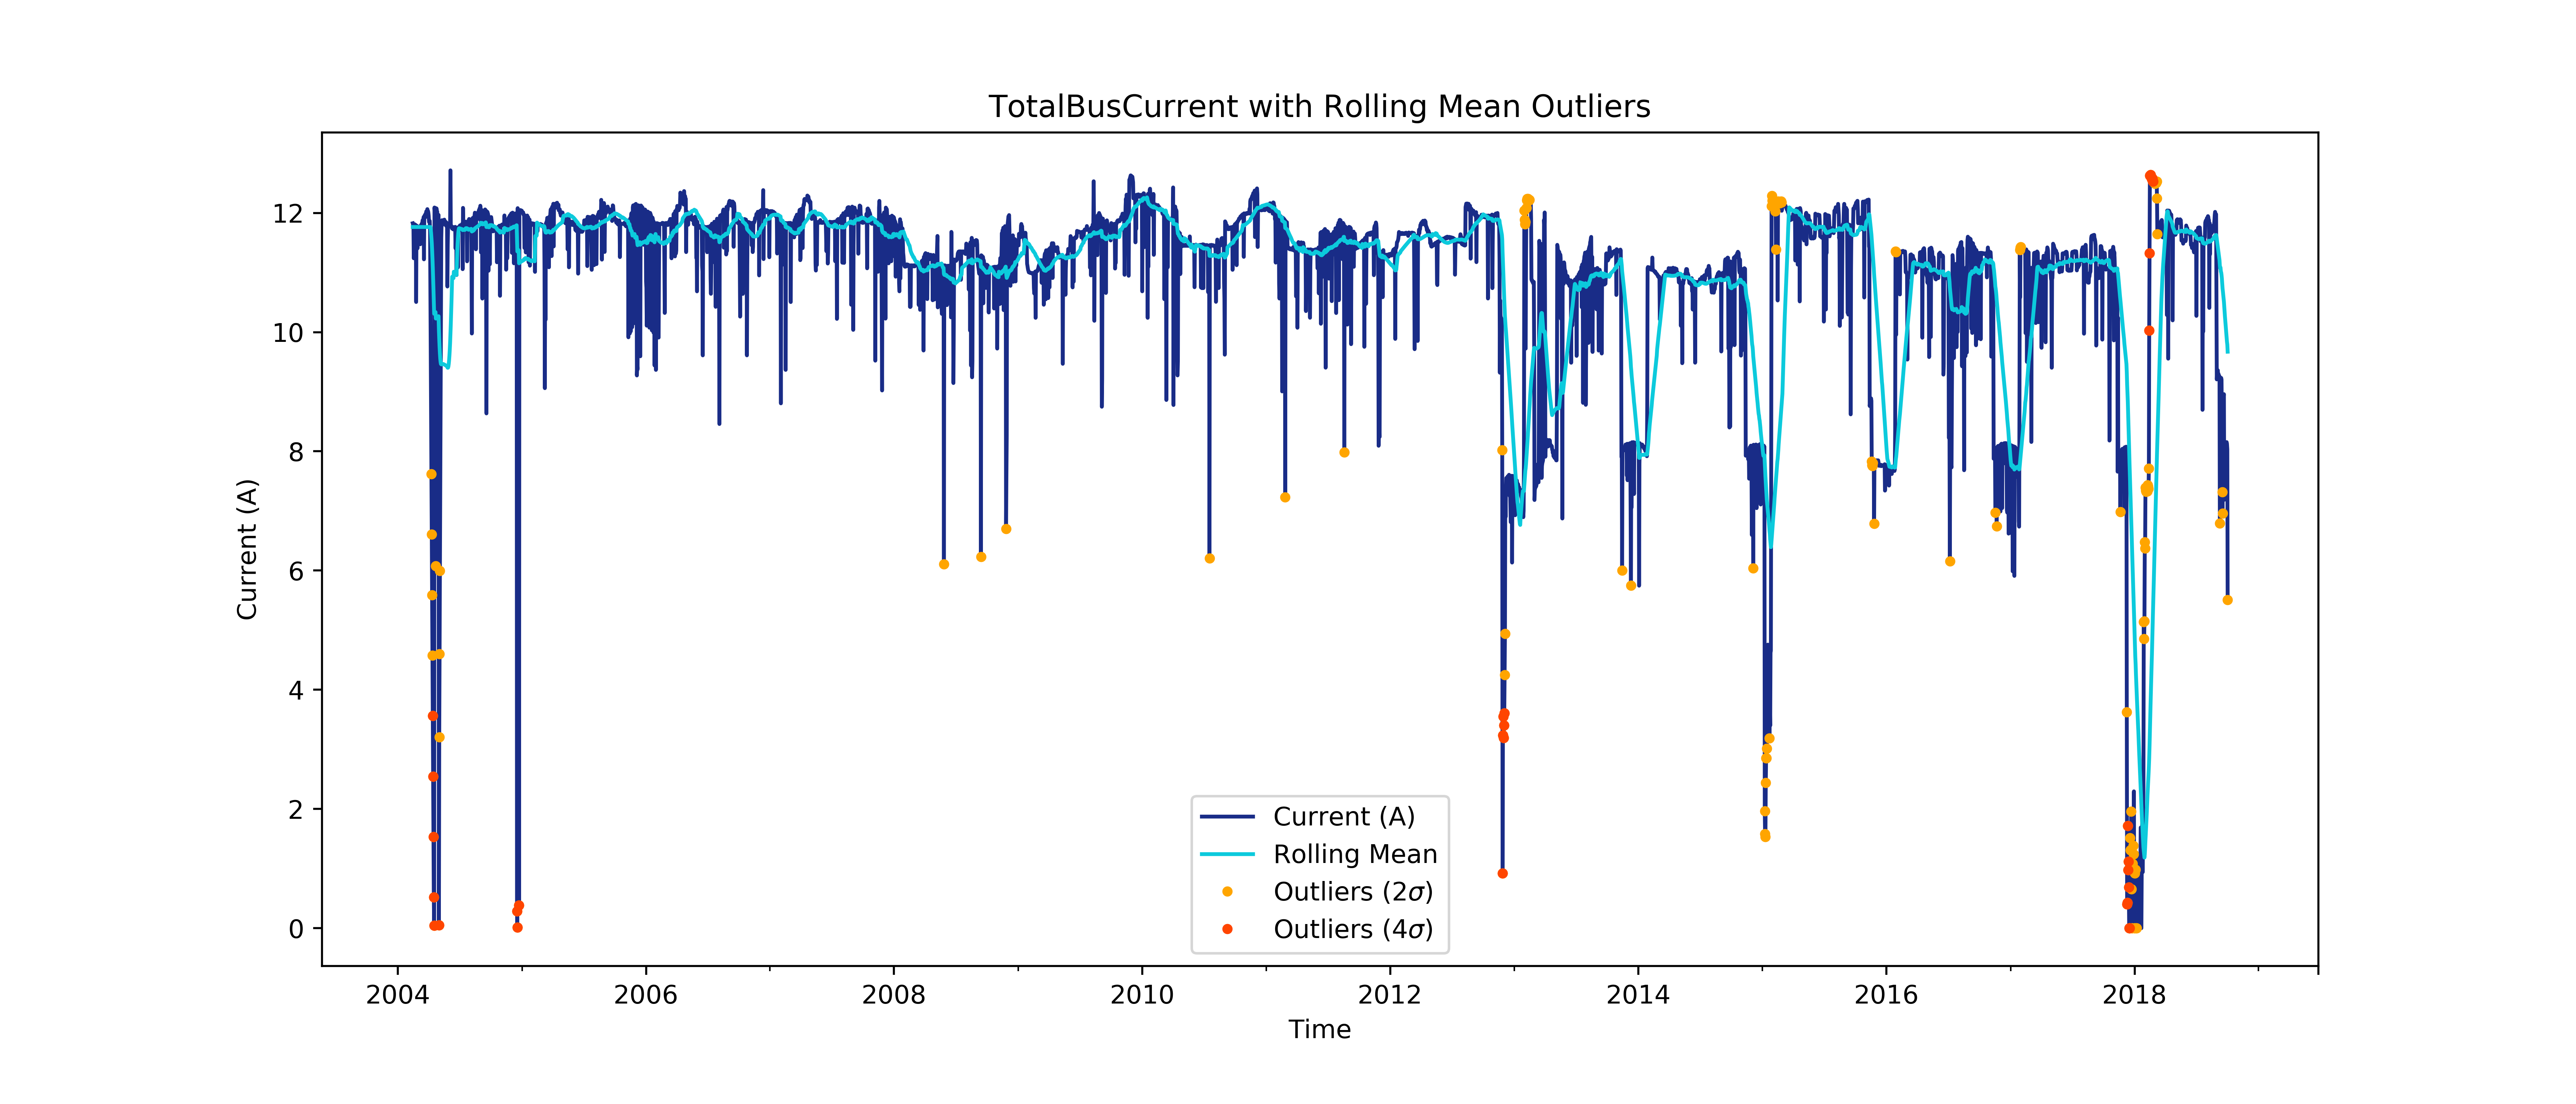 TotalBusCurrent with Rolling Mean Outliers
Current (A)
12
10
8
6
4
2
0
Current (A)
Rolling Mean
Outliers (2σ)
Outliers (4σ)
2004 2006 2008 2010 2012 2014 2016 2018
Time